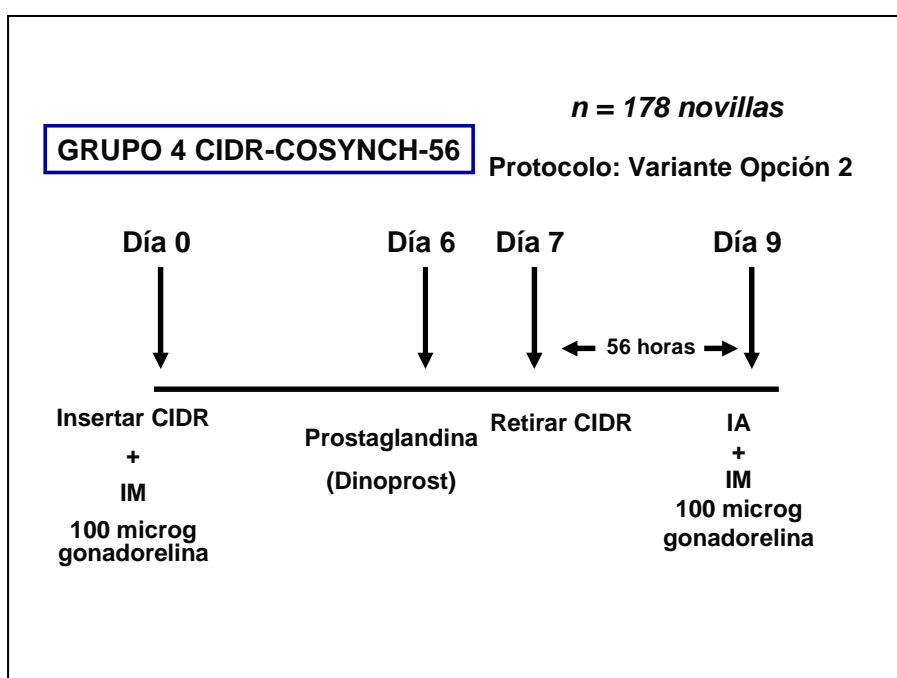 n = 178 novillas
GRUPO 4 CIDR-COSYNCH-56
Protocolo: Variante Opción 2
Día 0
Día 6
Día 7
Día 9
56 horas
Insertar CIDR
+
IM
100 microg
gonadorelina
Prostaglandina
(Dinoprost)
Retirar CIDR
IA
+
IM
100 microg
gonadorelina